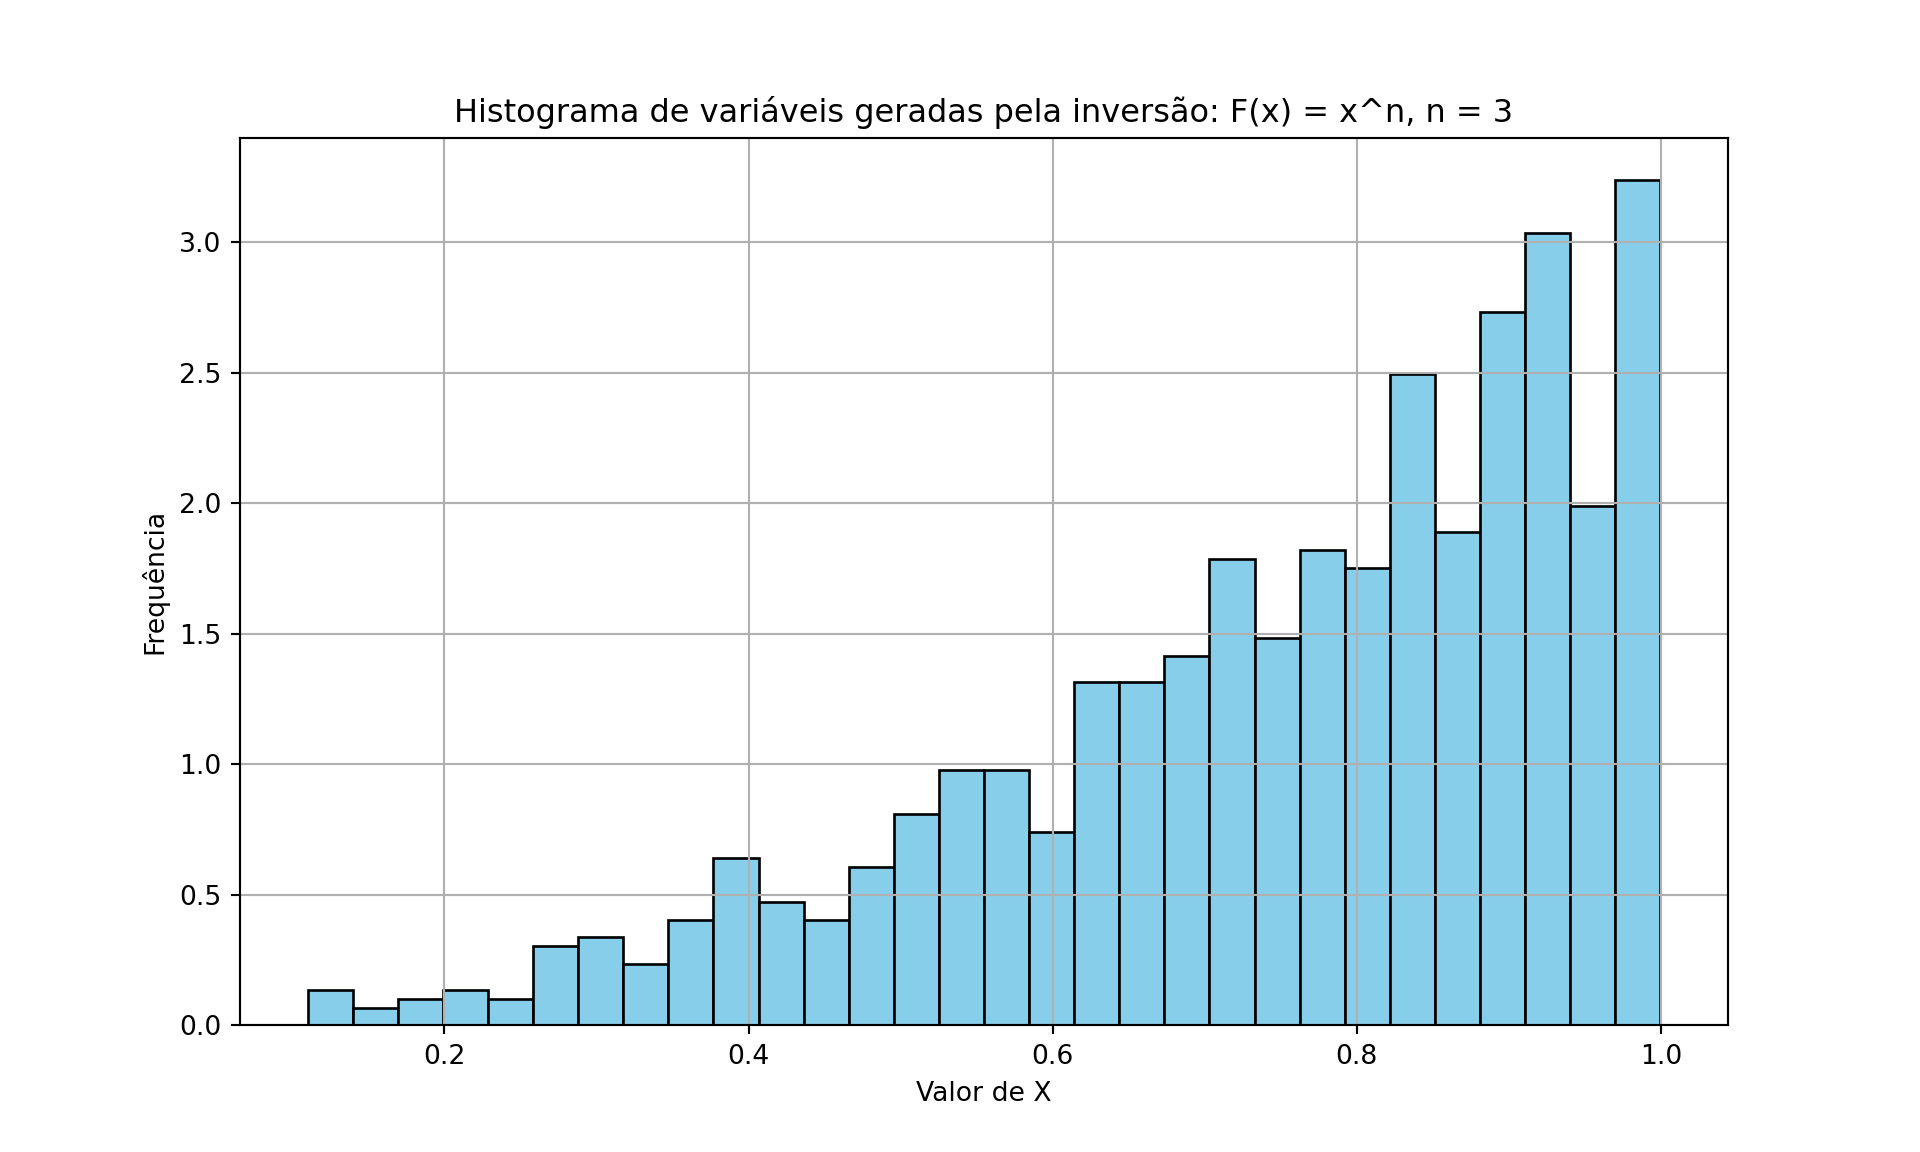 Histograma de variáveis geradas pela inversão: F(x) = x^n, n = 3
3.0
2.5
2.0
1.5
1.0
0.5
0.0
Frequência
0.2 0.4 0.6 0.8 1.0
Valor de X